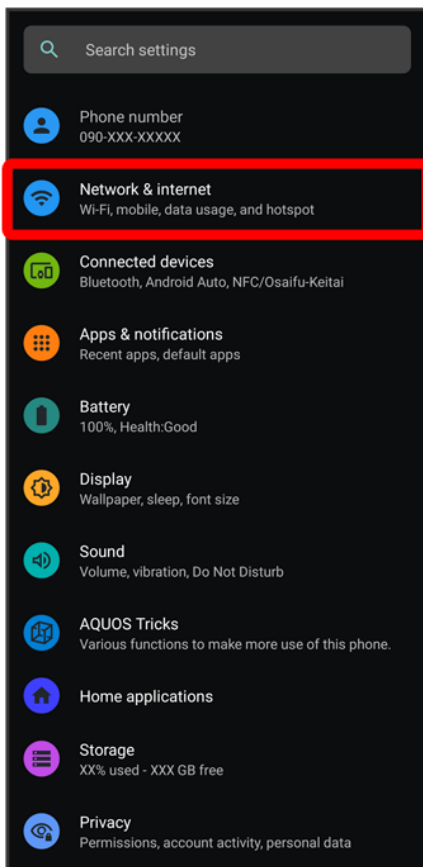 Search settings
Phone number
090-XXX-XXXXX
Network & internet
Wi-Fi, mobile, data usage, and hotspot
Connected devices
Bluetooth, Android Auto, NFC/Osaifu-Keitai
Apps & notifications
Recent apps, default apps
Battery
100%, Health:Good
Display
Wallpaper, sleep, font size
Sound
Volume, vibration, Do Not Disturb
AQUOS Tricks
Various functions to make more use of this phone.
Home applications
Storage
XX% used - XXX GB free
Privacy
Permissions, account activity, personal data